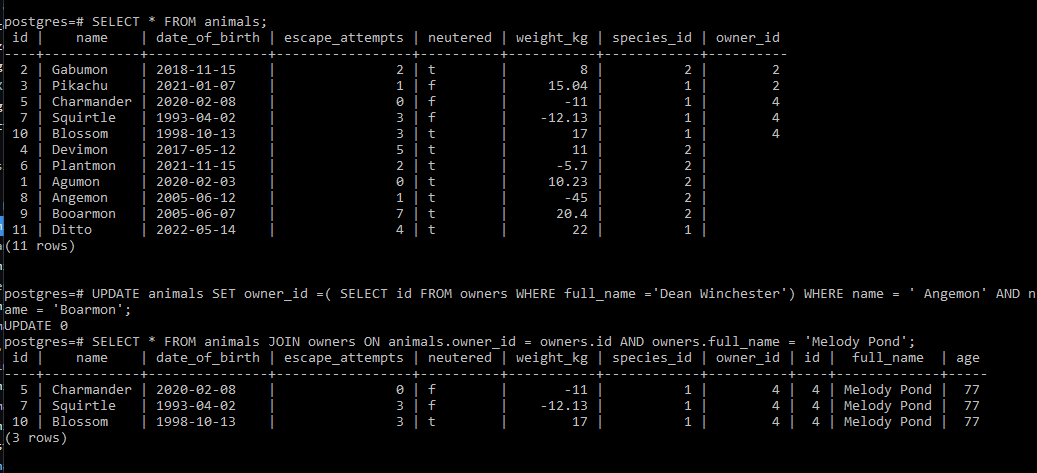 postgres=# SELECT * FROM animals;
 id |    name    | date_of_birth | escape_attempts | neutered | weight_kg | species_id | owner_id
----+------------+---------------+-----------------+----------+-----------+------------+----------
  2 | Gabumon    | 2018-11-15    |               2 | t        |         8 |          2 |        2
  3 | Pikachu    | 2021-01-07    |               1 | f        |     15.04 |          1 |        2
  5 | Charmander | 2020-02-08    |               0 | f        |       -11 |          1 |        4
  7 | Squirtle   | 1993-04-02    |               3 | f        |    -12.13 |          1 |        4
 10 | Blossom    | 1998-10-13    |               3 | t        |        17 |          1 |        4
  4 | Devimon    | 2017-05-12    |               5 | t        |        11 |          2 |
  6 | Plantmon   | 2021-11-15    |               2 | t        |      -5.7 |          2 |
  1 | Agumon     | 2020-02-03    |               0 | t        |     10.23 |          2 |
  8 | Angemon    | 2005-06-12    |               1 | t        |       -45 |          2 |
  9 | Booarmon   | 2005-06-07    |               7 | t        |      20.4 |          2 |
 11 | Ditto      | 2022-05-14    |               4 | t        |        22 |          1 |
(11 rows)
postgres=# UPDATE animals SET owner_id =( SELECT id FROM owners WHERE full_name ='Dean Winchester') WHERE name = ' Angemon' AND n
ame = 'Boarmon';
UPDATE 0
postgres=# SELECT * FROM animals JOIN owners ON animals.owner_id = owners.id AND owners.full_name = 'Melody Pond';
 id |    name    | date_of_birth | escape_attempts | neutered | weight_kg | species_id | owner_id | id |  full_name  | age
----+------------+---------------+-----------------+----------+-----------+------------+----------+----+-------------+-----
  5 | Charmander | 2020-02-08    |               0 | f        |       -11 |          1 |        4 |  4 | Melody Pond |  77
  7 | Squirtle   | 1993-04-02    |               3 | f        |    -12.13 |          1 |        4 |  4 | Melody Pond |  77
 10 | Blossom    | 1998-10-13    |               3 | t        |        17 |          1 |        4 |  4 | Melody Pond |  77
(3 rows)